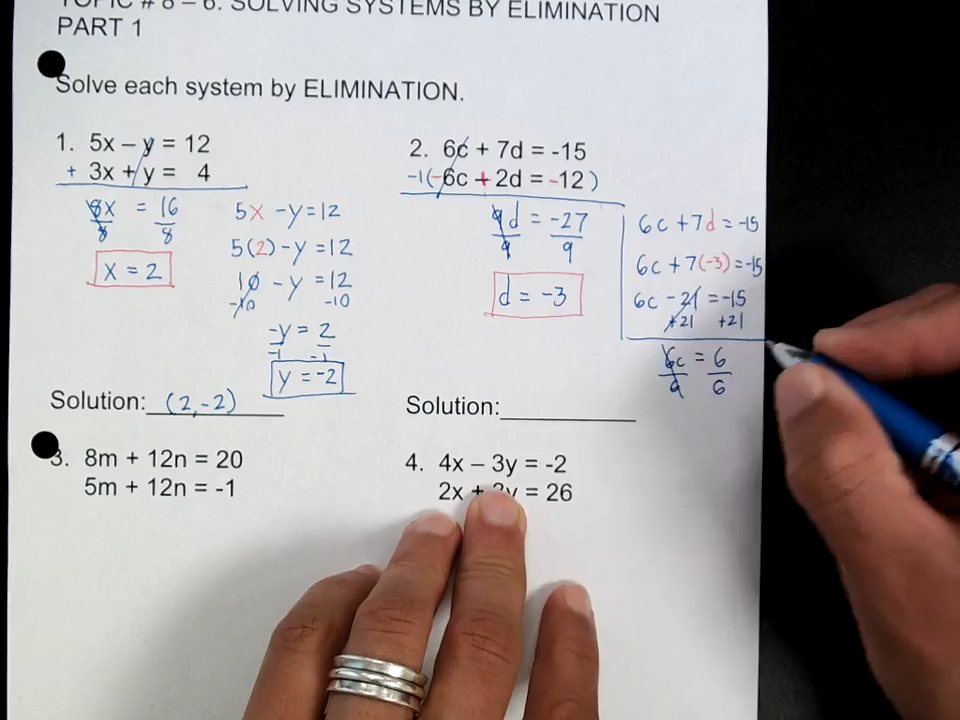 TOPIC # 8 – 6: SOLVING SYSTEMS BY ELIMINATION
PART 1
Solve each system by ELIMINATION.
1. 5x – y = 12
+ 3x + y = 4
8x = 16
8 8
x = 2
5x - y = 12
5(2) - y = 12
10 - y = 12
-10 -10
-y = 2
-1 -1
y = -2
Solution: (2, -2)
2. 6c + 7d = -15
-1(-6c + 2d = -12)
9d = -27
9 9
d = -3
6c + 7d = -15
6c + 7(-3) = -15
6c - 21 = -15
+21 +21
6c = 6
6 6
Solution:
3. 8m + 12n = 20
5m + 12n = -1
4. 4x – 3y = -2
2x + 3y = 26